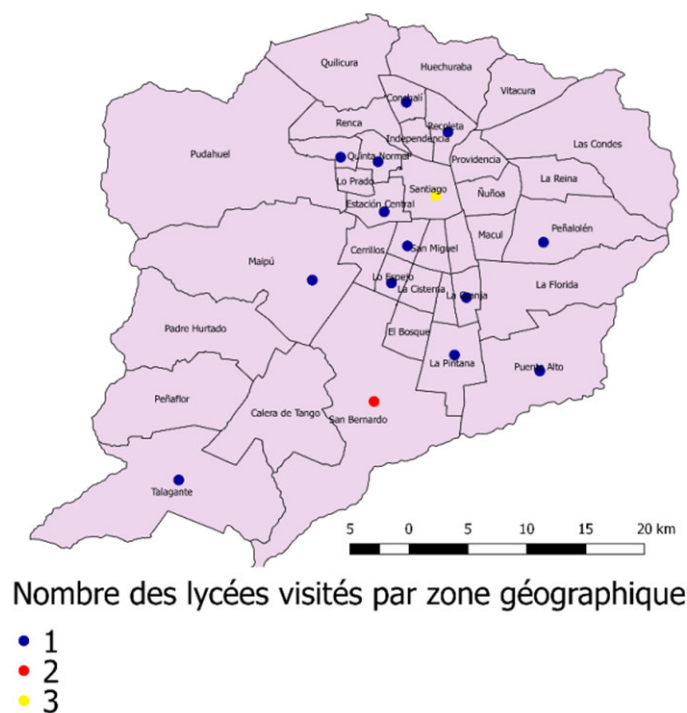 Quilicura
Huechuraba
Vitucura
Conchalí
Renca
Recoleta
Independencia
Las Condes
Pudahuel
Quinta Normal
Providencia
Lo Prado
La Reina
Santiago
Ñuñoa
Estación Central
Peñalolén
Macul
Cerrillos
San Miguel
Maipú
Lo Espejo
La Cisterna
La Granja
La Florida
Padre Hurtado
El Bosque
La Pintana
Puente Alto
Peñaflor
Calera de Tango
San Bernardo
Talagante
5 0 5 10 15 20 km
Nombre des lycées visités par zone géographique
1
2
3